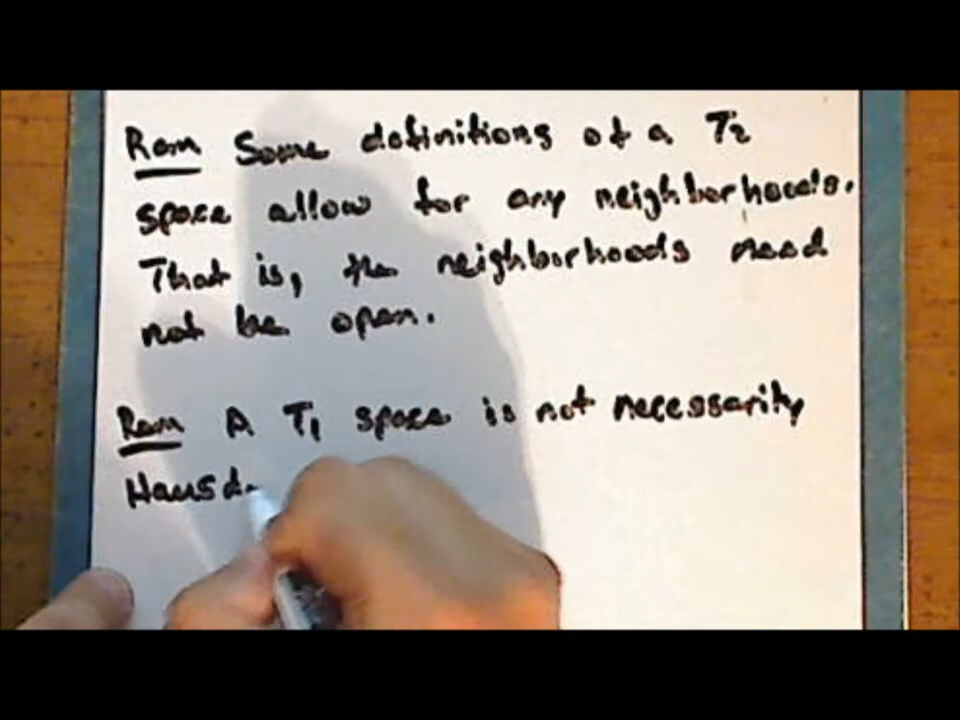 Rem Some definitions of a T2
space allow for any neighborhoods.
That is, the neighborhoods need
not be open.
Rem A T1 space is not necessarily
Hausd